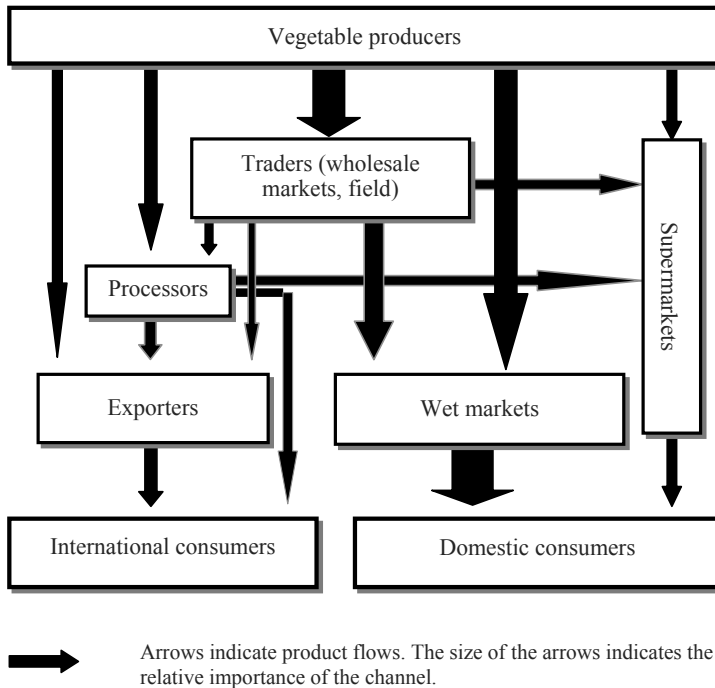 Vegetable producers
Traders (wholesale
markets, field)
Supermarkets
Processors
Exporters
Wet markets
International consumers
Domestic consumers
Arrows indicate product flows. The size of the arrows indicates the
relative importance of the channel.